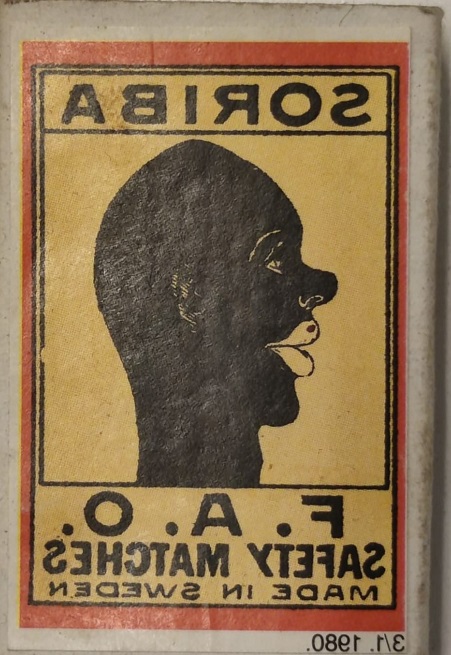 SORIBA
F. A. O.
SAFETY MATCHES
MADE IN SWEDEN
3/1. 1980.